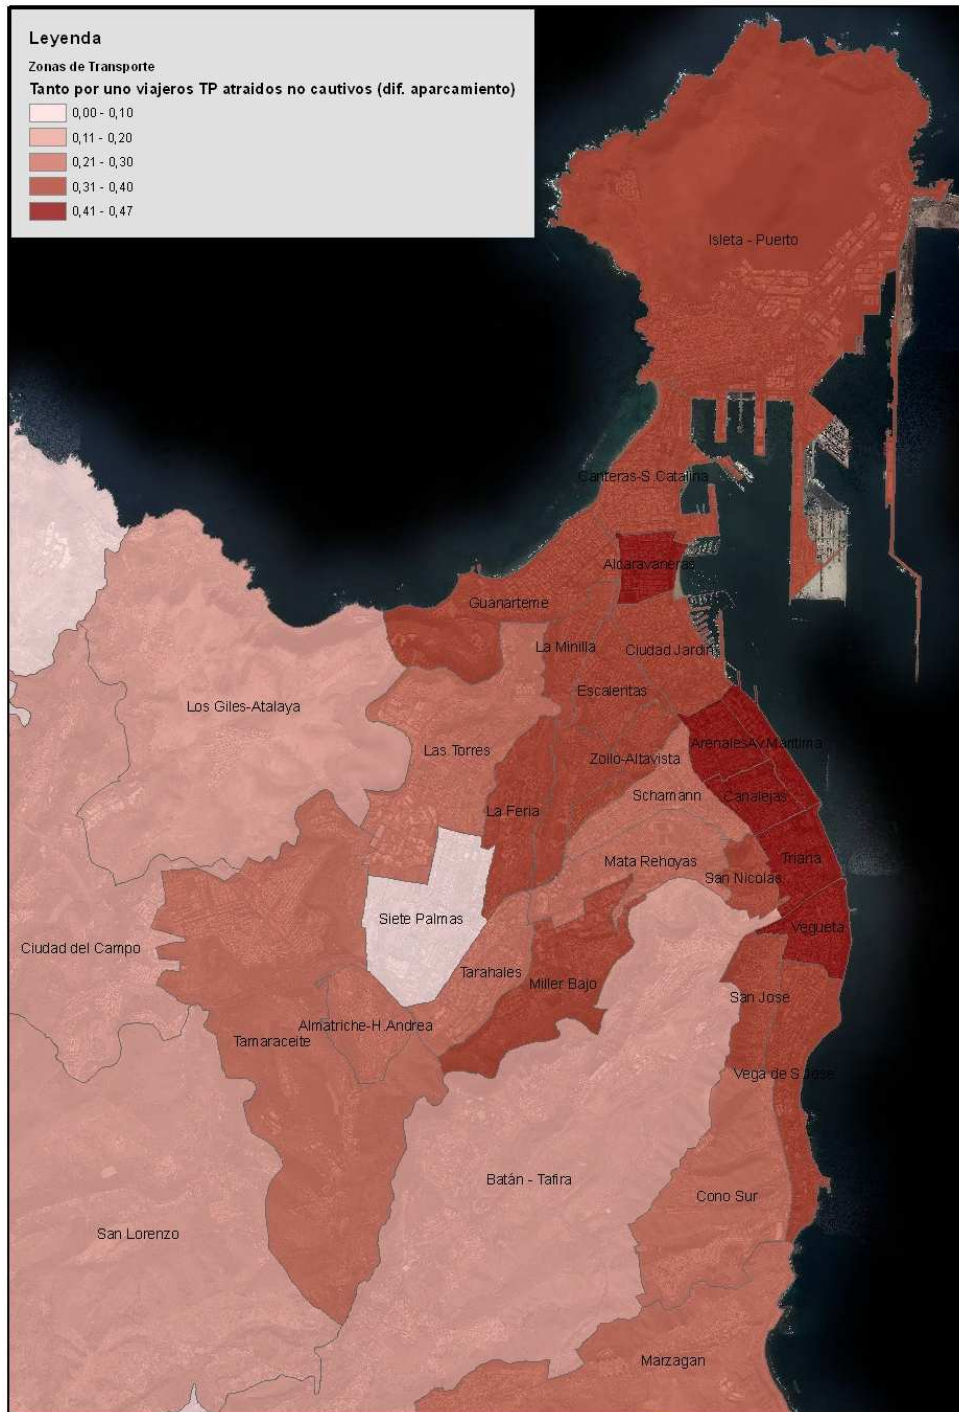 Leyenda
Zonas de Transporte
Tanto por uno viajeros TP atraidos no cautivos (dif. aparcamiento)
0,00 - 0,10
0,11 - 0,20
0,21 - 0,30
0,31 - 0,40
0,41 - 0,47
Isleta - Puerto
Canteras-S.Catalina
Alcaravaneras
Guanarteme
La Minilla
Ciudad Jardin
Escaleritas
Los Giles-Atalaya
Arenales
Av.Maritima
Las Torres
Zollo-Altavista
Schamann
Canalejas
La Feria
Mata Rehoyas
Triana
San Nicolas
Siete Palmas
Vegueta
Ciudad del Campo
Tarahales
Miller Bajo
San Jose
Almatriche-H.Andrea
Tamaraceite
Vega de S.Jose
Batán - Tafira
Cono Sur
San Lorenzo
Marzagan